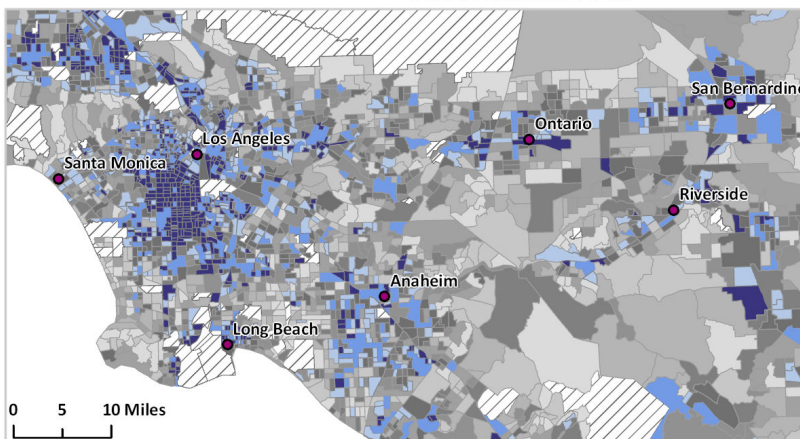 San Bernardino
Ontario
Los Angeles
Santa Monica
Riverside
Anaheim
Long Beach
0 5 10 Miles